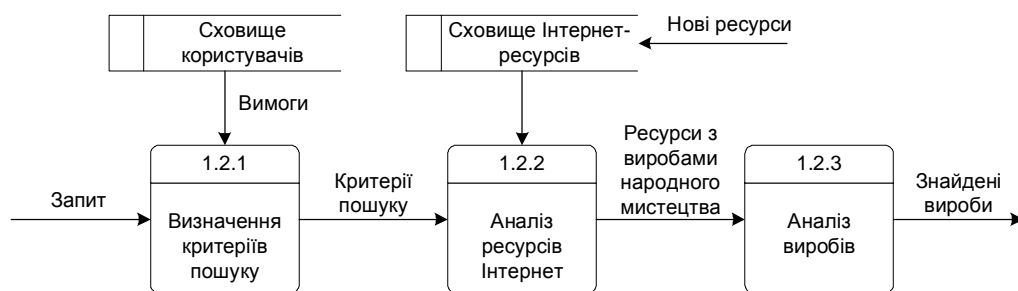 Сховище
користувачів
Сховище Інтернет-
ресурсів
Нові ресурси
Вимоги
1.2.1
Визначення
критеріїв
пошуку
1.2.2
Аналіз
ресурсів
Інтернет
1.2.3
Аналіз
виробів
Запит
Критерії
пошуку
Ресурси з
виробами
народного
мистецтва
Знайдені
вироби